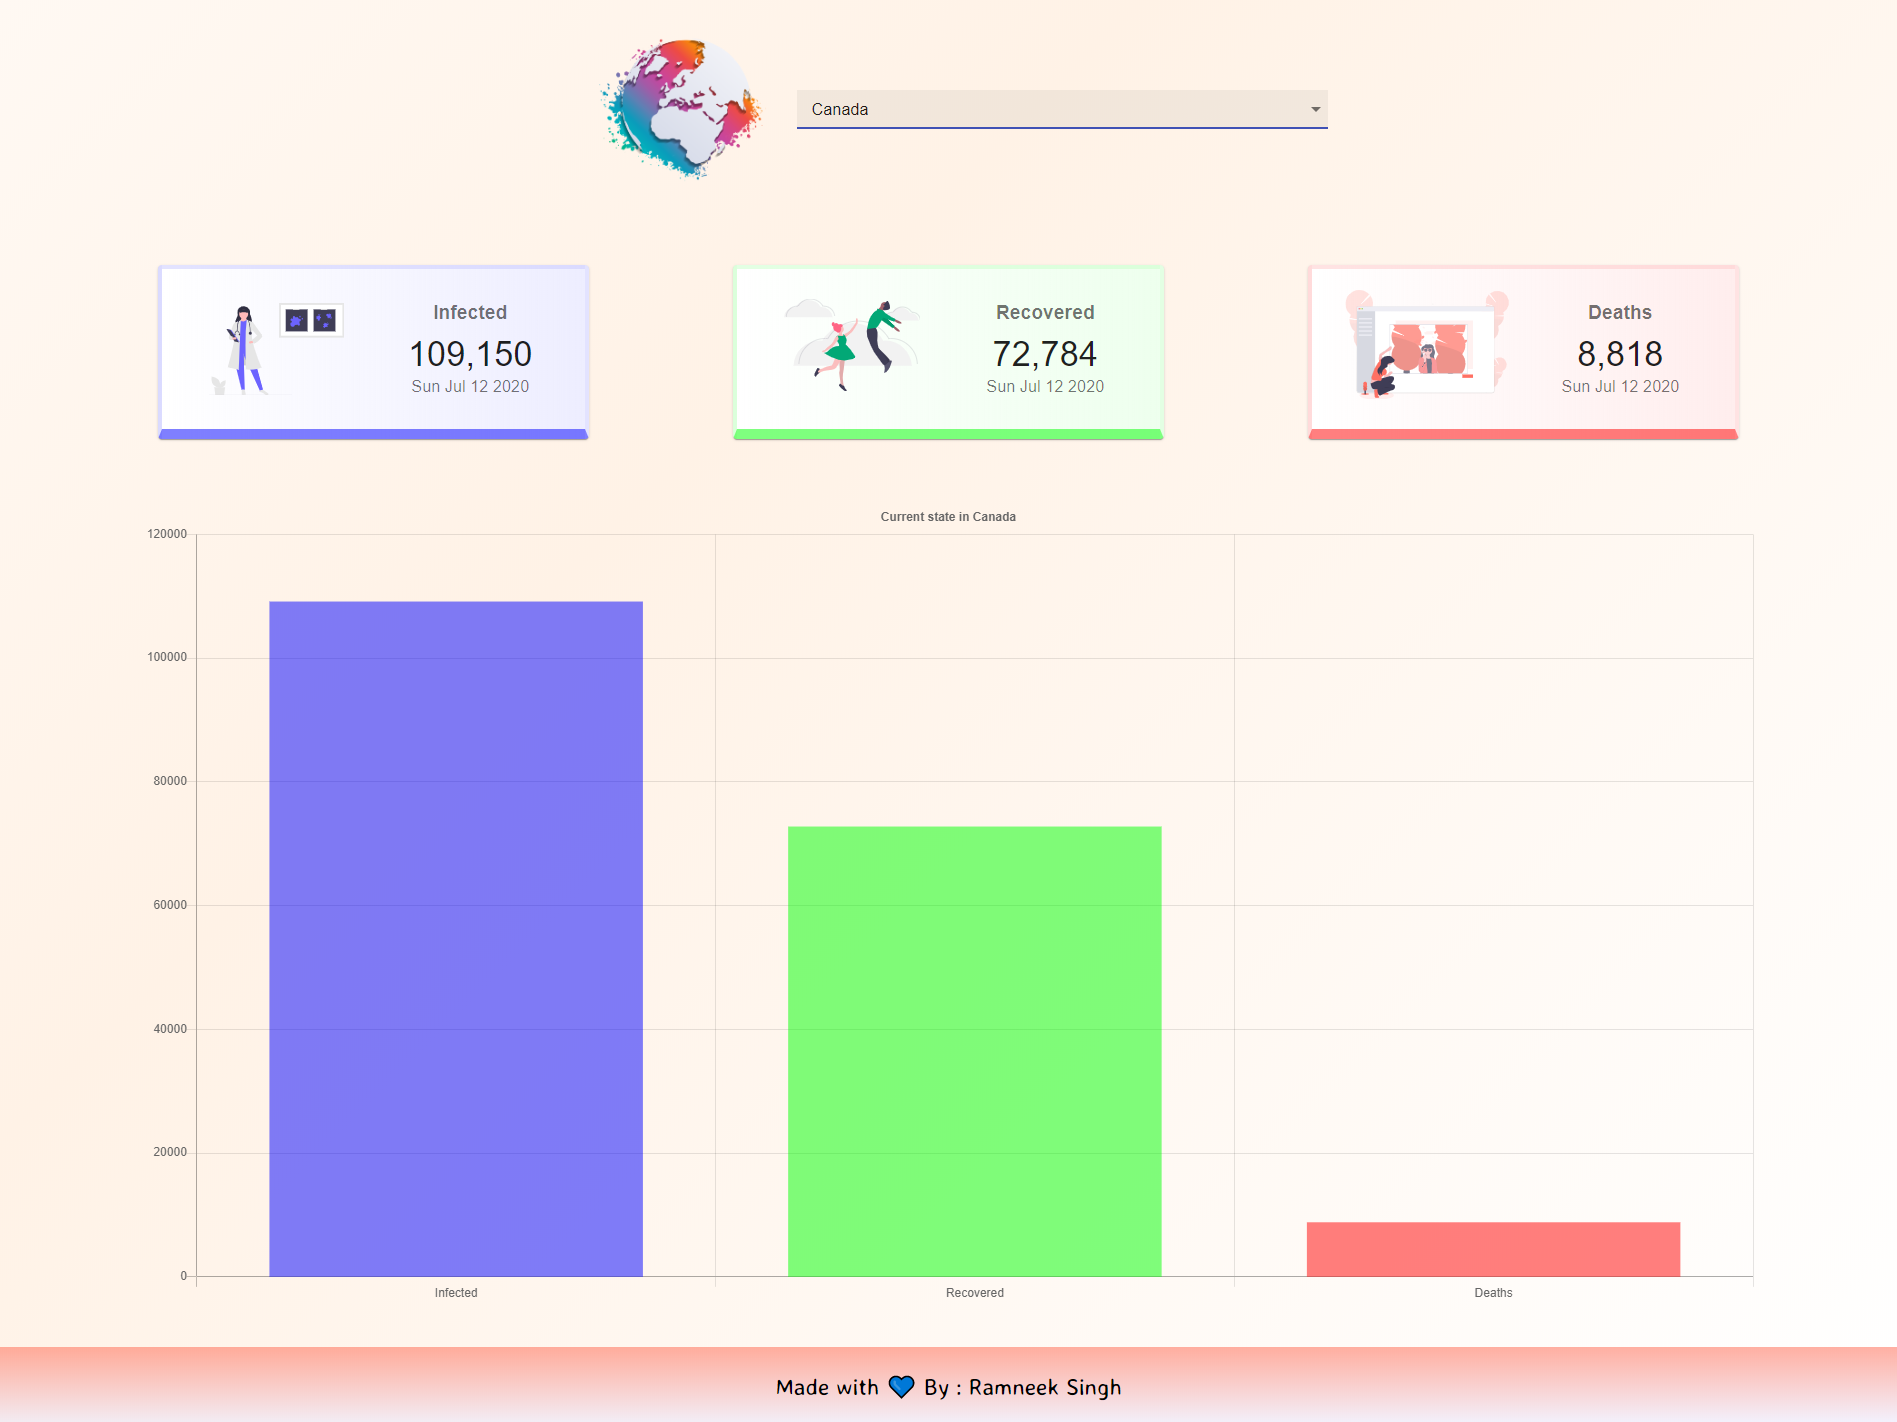 Canada
Infected
109,150
Sun Jul 12 2020
Recovered
72,784
Sun Jul 12 2020
Deaths
8,818
Sun Jul 12 2020
Current state in Canada
120000
100000
80000
60000
40000
20000
0
Infected
Recovered
Deaths
Made with 💙 By : Ramneek Singh